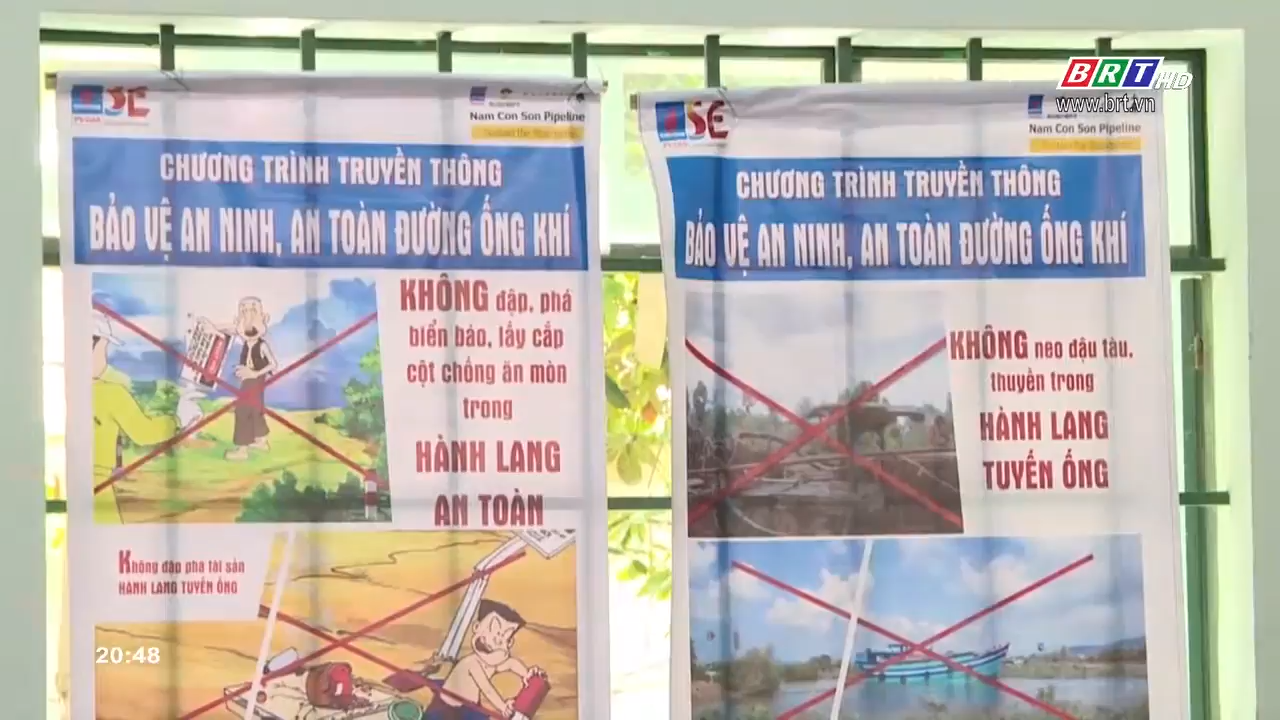 BRT HD
www.brt.vn
SE
Nam Con Son Pipeline
CHƯƠNG TRÌNH TRUYỀN THÔNG
BẢO VỆ AN NINH, AN TOÀN ĐƯỜNG ỐNG KHÍ
KHÔNG đập, phá
biển báo, lấy cắp
cột chống ăn mòn
trong
HÀNH LANG
AN TOÀN
Không đập phá tài sản
HÀNH LANG TUYẾN ỐNG
SE
Nam Con Son Pipeline
CHƯƠNG TRÌNH TRUYỀN THÔNG
BẢO VỆ AN NINH, AN TOÀN ĐƯỜNG ỐNG KHÍ
KHÔNG neo đậu tàu,
thuyền trong
HÀNH LANG
TUYẾN ỐNG
20:48